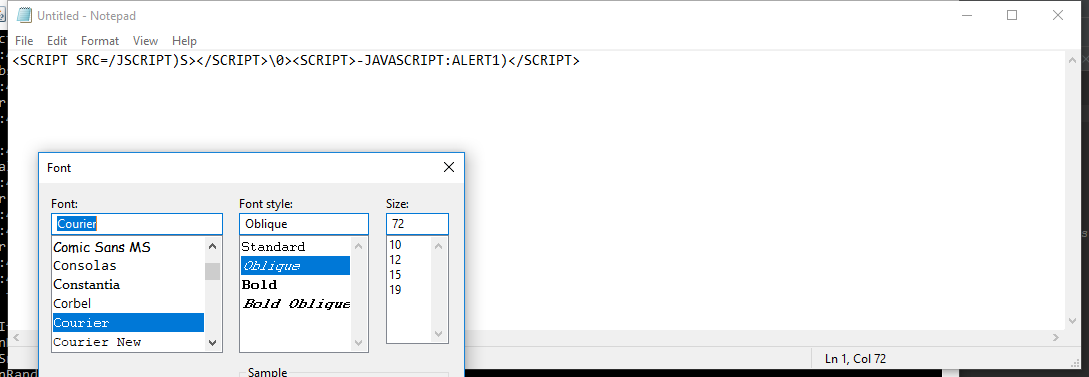 Untitled - Notepad
File Edit Format View Help
<SCRIPT SRC=/JSCRIPT)S></SCRIPT>\0><SCRIPT>-JAVASCRIPT:ALERT1)</SCRIPT>
Font
Font: Font style: Size:
Courier Oblique 72
Comic Sans MS Standard 10
Consolas Oblique 12
Constantia Bold 15
Corbel Bold Oblique 19
Courier
Courier New
Sample
Ln 1, Col 72